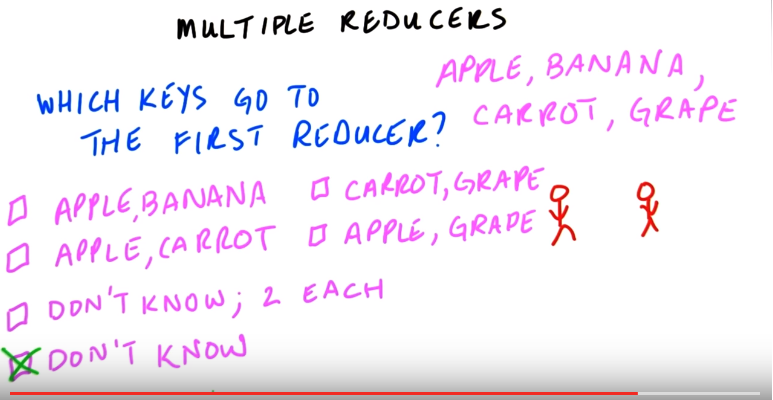 MULTIPLE REDUCERS
APPLE, BANANA,
CARROT, GRAPE
WHICH KEYS GO TO
THE FIRST REDUCER?
APPLE, BANANA
CARROT, GRAPE
APPLE, CARROT
APPLE, GRAPE
DON'T KNOW; 2 EACH
DON'T KNOW